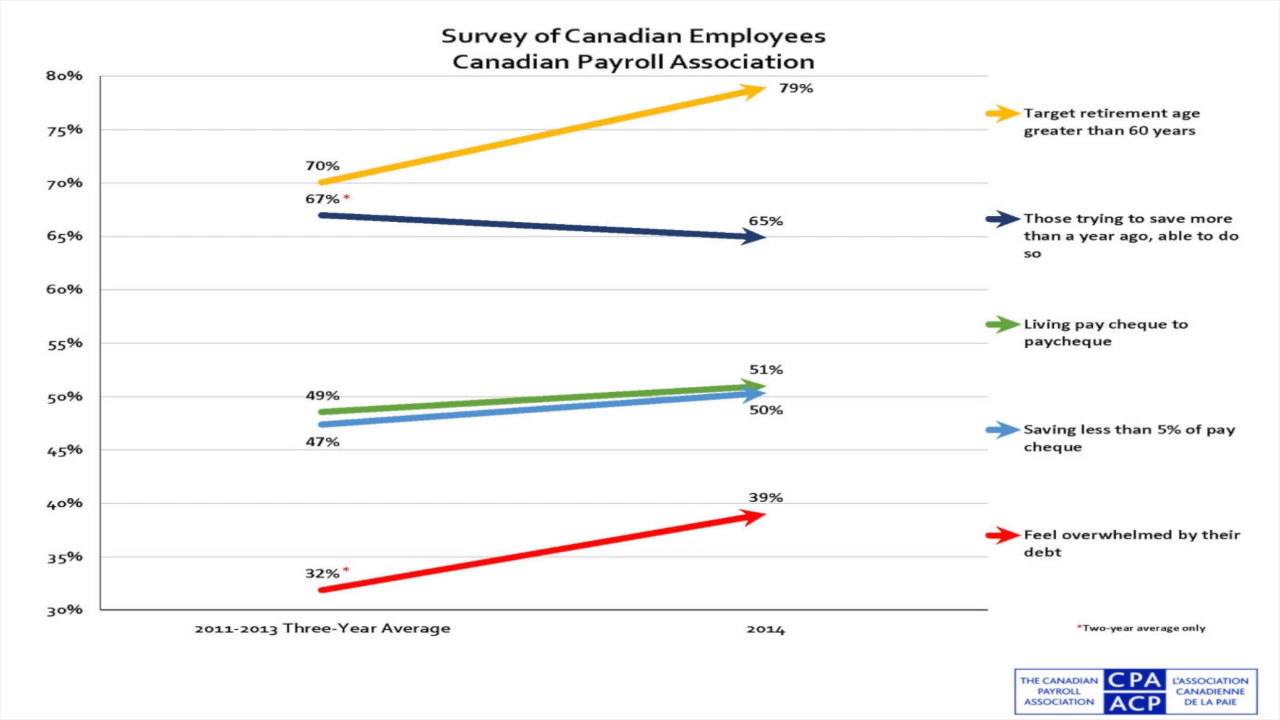 Survey of Canadian Employees
Canadian Payroll Association
80%
75%
70%
65%
60%
55%
50%
45%
40%
35%
30%
79%
70%
67% *
65%
51%
49%
50%
47%
39%
32% *
2011-2013 Three-Year Average
2014
Target retirement age
greater than 60 years
Those trying to save more
than a year ago, able to do
so
Living pay cheque to
paycheque
Saving less than 5% of pay
cheque
Feel overwhelmed by their
debt
*Two-year average only
THE CANADIAN
PAYROLL
ASSOCIATION
CPA
ACP
L'ASSOCIATION
CANADIENNE
DE LA PAIE